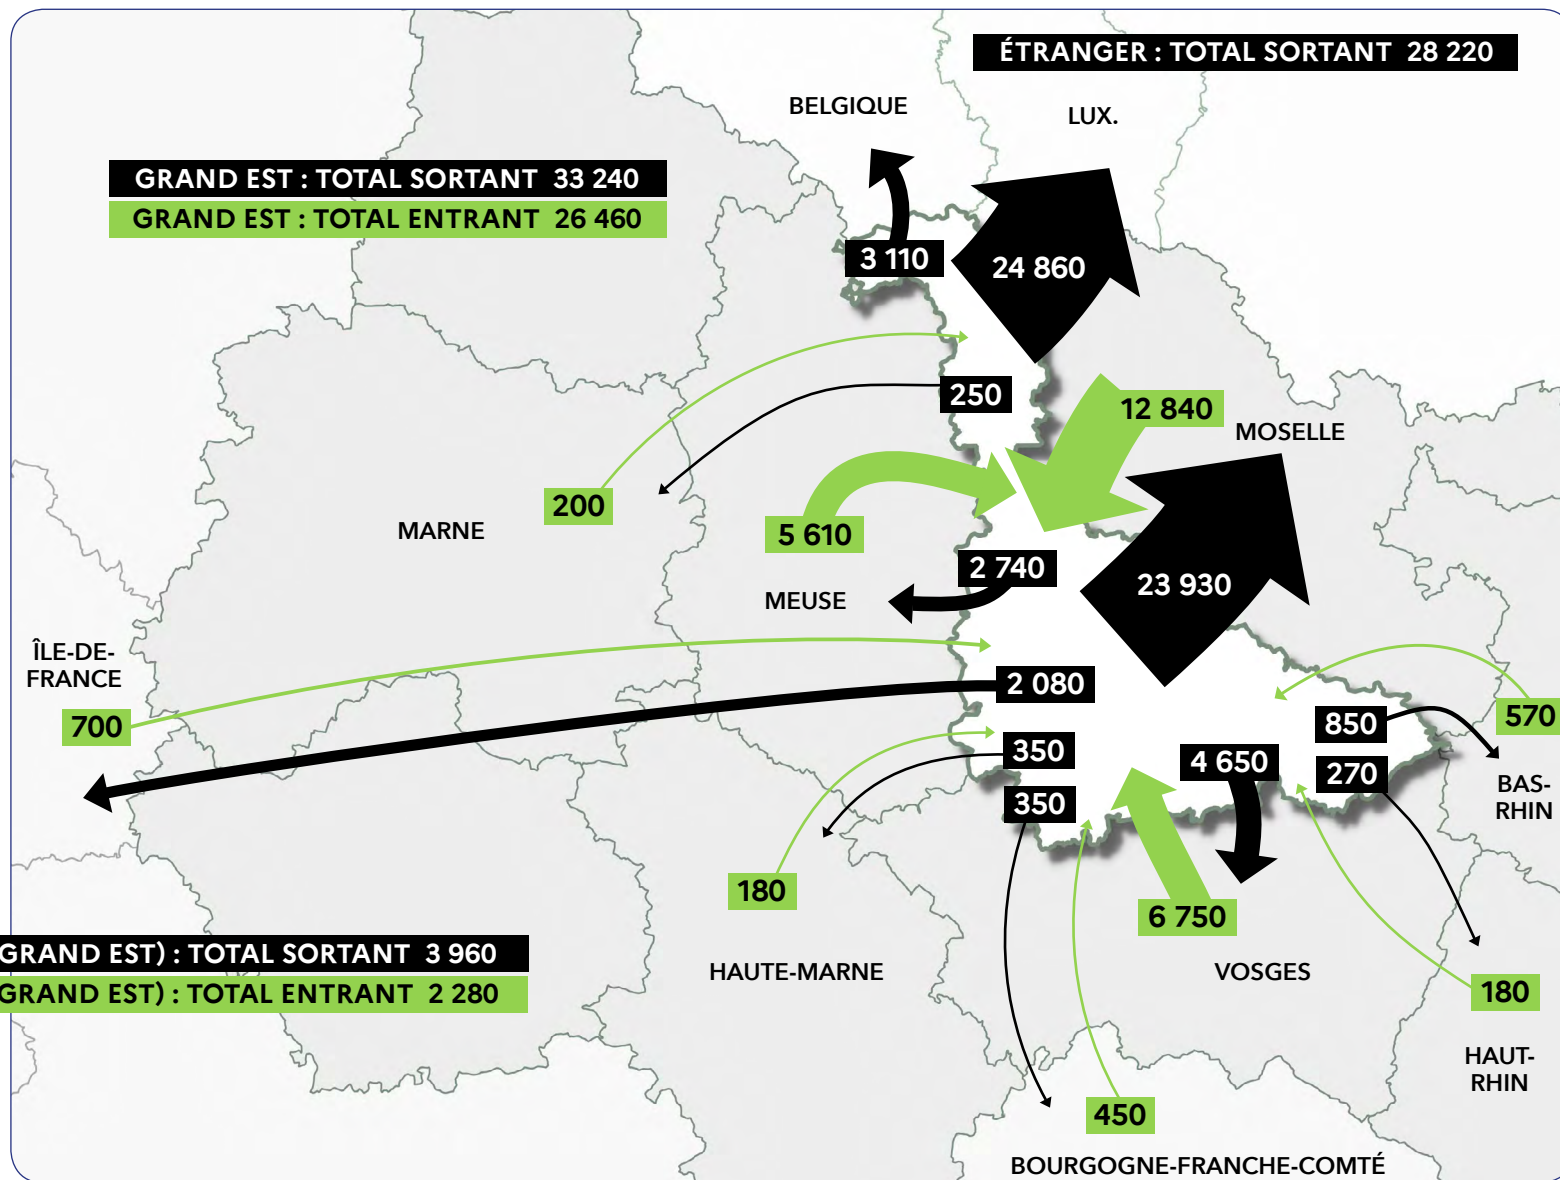 ÉTRANGER : TOTAL SORTANT 28 220
BELGIQUE
LUX.
GRAND EST : TOTAL SORTANT 33 240
GRAND EST : TOTAL ENTRANT 26 460
3 110
24 860
250
12 840
MOSELLE
200
MARNE
5 610
2 740
23 930
MEUSE
ÎLE-DE-
FRANCE
700
2 080
570
850
350
4 650
270
BAS-
RHIN
350
180
6 750
GRAND EST) : TOTAL SORTANT 3 960
GRAND EST) : TOTAL ENTRANT 2 280
HAUTE-MARNE
VOSGES
180
HAUT-
RHIN
450
BOURGOGNE-FRANCHE-COMTÉ